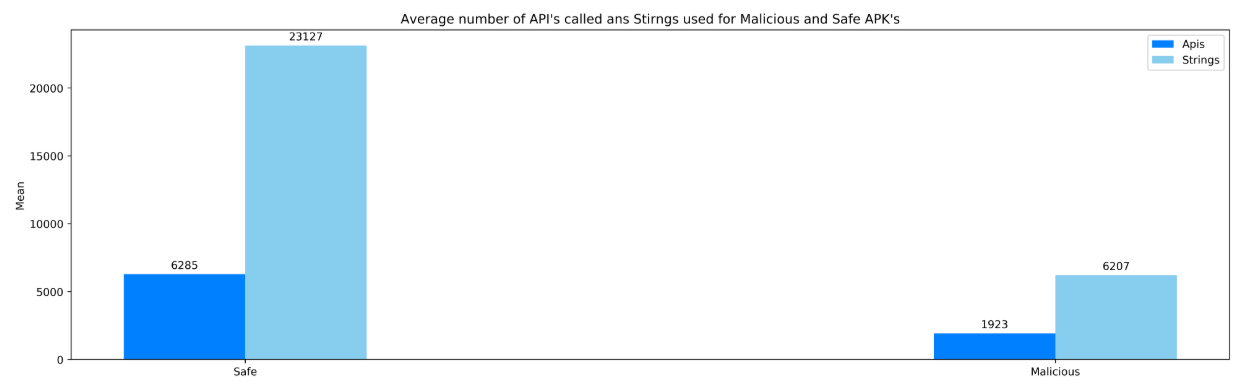 Average number of API's called ans Stirngs used for Malicious and Safe APK's
23127
Apis
Strings
20000
15000
Mean
10000
6285
6207
5000
1923
0
Safe
Malicious